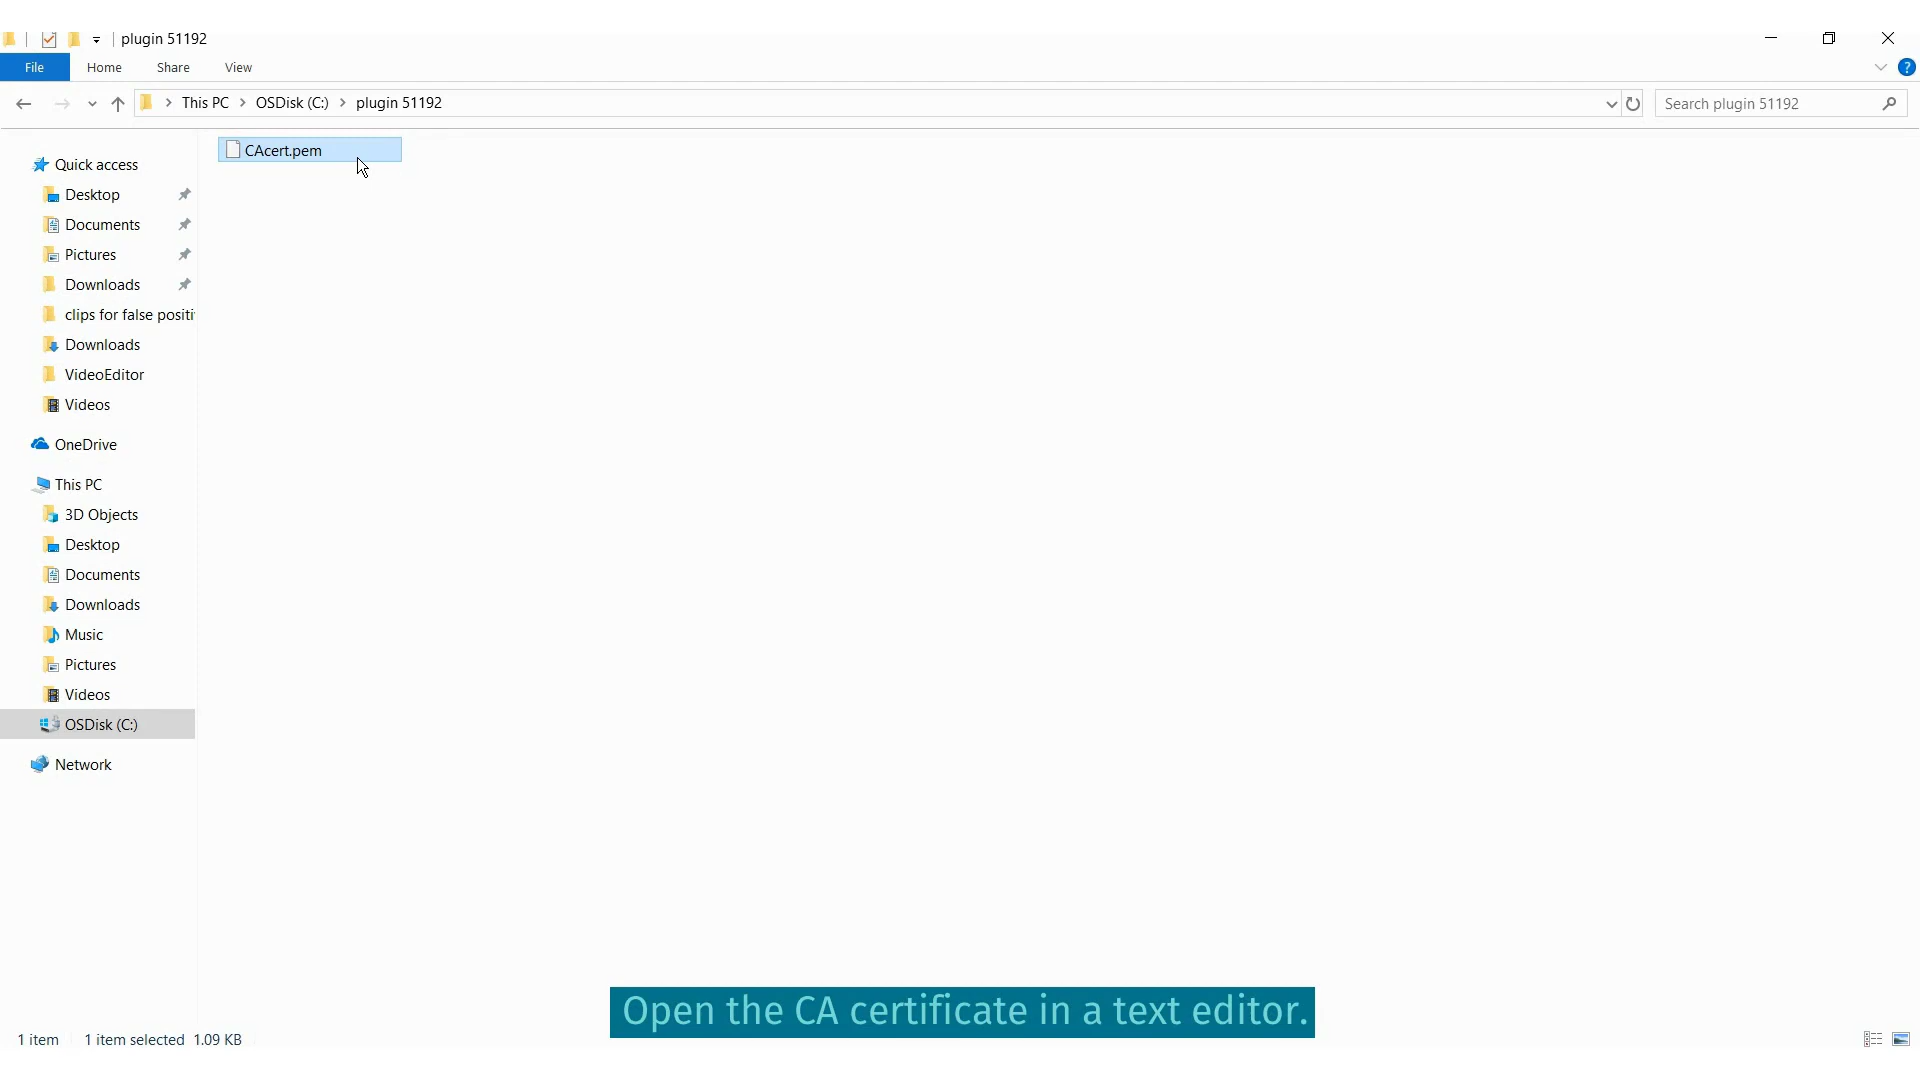 plugin 51192
File Home Share View
This PC OSDisk (C:) plugin 51192
Search plugin 51192
CAcert.pem
Quick access
Desktop
Documents
Pictures
Downloads
clips for false positi
Downloads
VideoEditor
Videos
OneDrive
This PC
3D Objects
Desktop
Documents
Downloads
Music
Pictures
Videos
OSDisk (C:)
Network
Open the CA certificate in a text editor.
1 item 1 item selected 1.09 KB